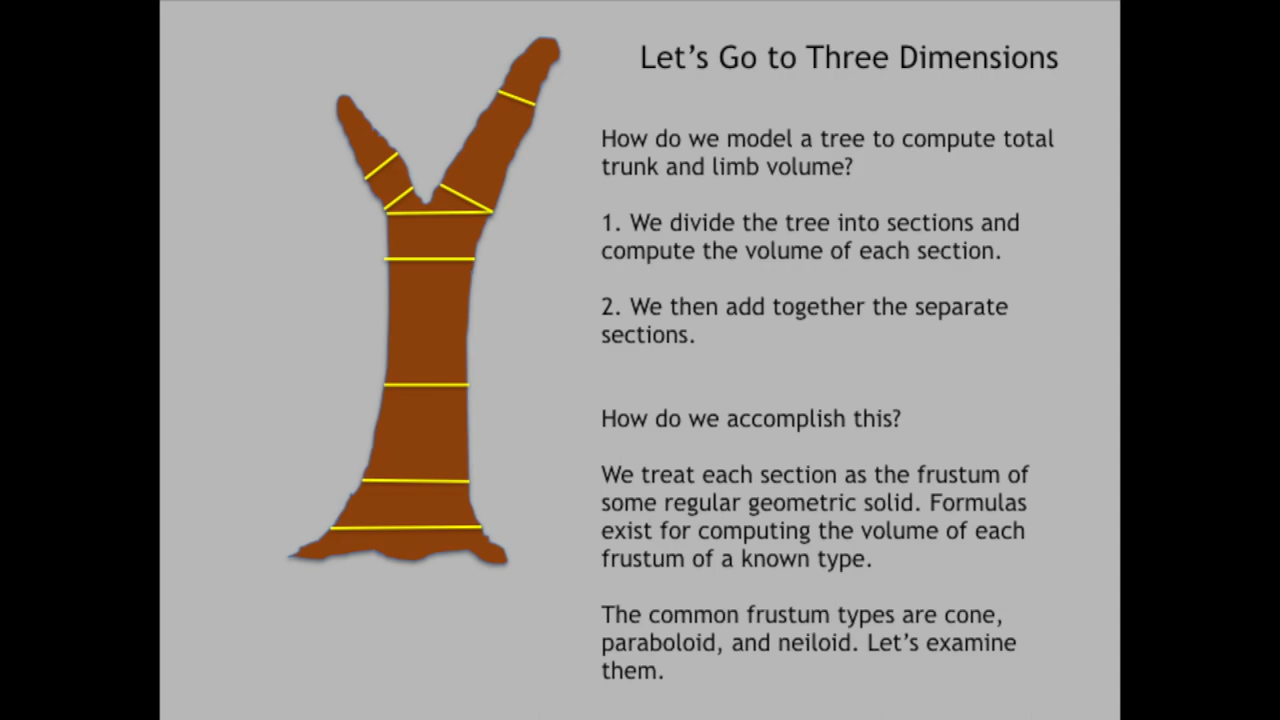 Let's Go to Three Dimensions
How do we model a tree to compute total
trunk and limb volume?
1. We divide the tree into sections and
compute the volume of each section.
2. We then add together the separate
sections.
How do we accomplish this?
We treat each section as the frustum of
some regular geometric solid. Formulas
exist for computing the volume of each
frustum of a known type.
The common frustum types are cone,
paraboloid, and neiloid. Let's examine
them.